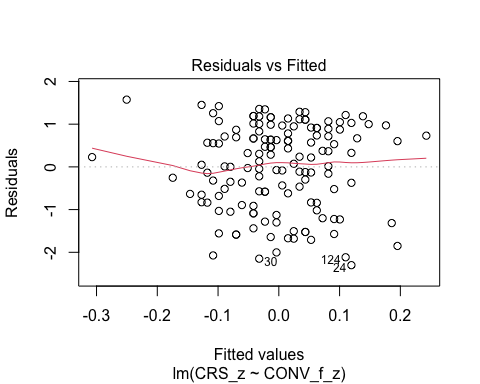 Residuals vs Fitted
Residuals
2
1
0
-1
-2
30
124
24
-0.3 -0.2 -0.1 0.0 0.1 0.2
Fitted values
lm(CRS_z ~ CONV_f_z)